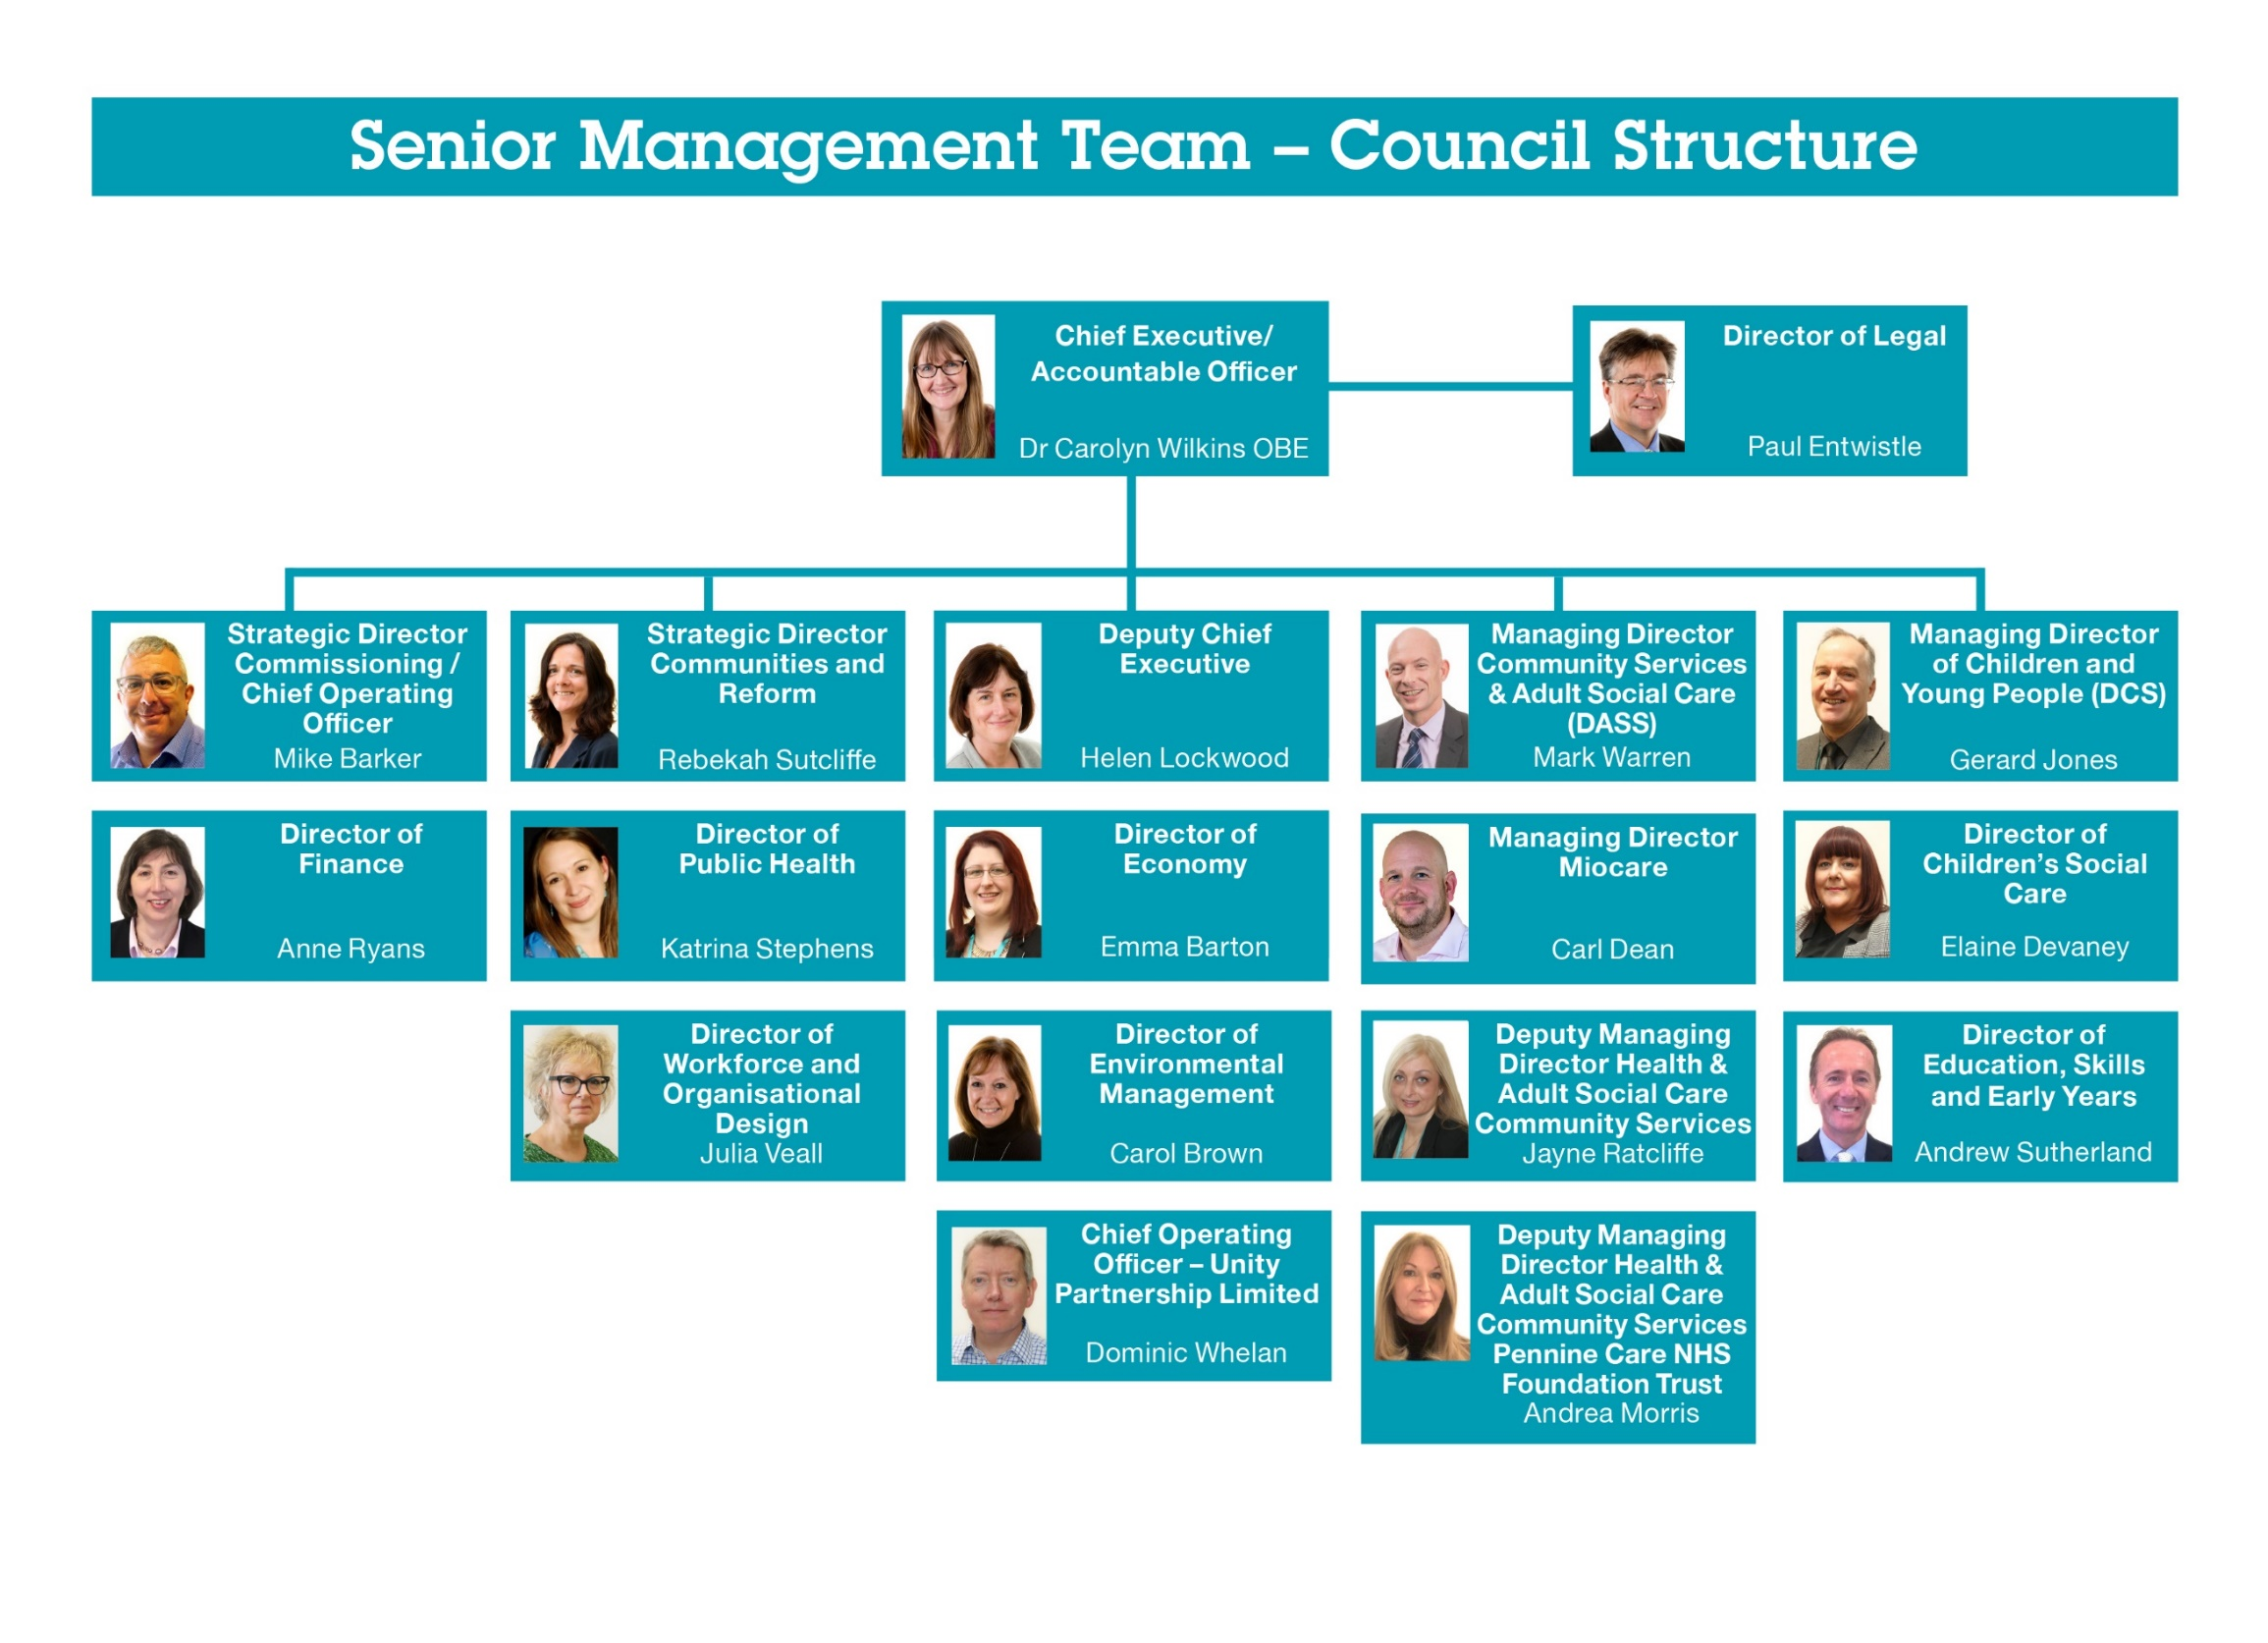 Senior Management Team – Council Structure
Chief Executive/
Accountable Officer
Dr Carolyn Wilkins OBE
Director of Legal
Paul Entwistle
Strategic Director
Commissioning /
Chief Operating
Officer
Mike Barker
Strategic Director
Communities and
Reform
Rebekah Sutcliffe
Deputy Chief
Executive
Helen Lockwood
Managing Director
Community Services
& Adult Social Care
(DASS)
Mark Warren
Managing Director
of Children and
Young People (DCS)
Gerard Jones
Director of
Finance
Anne Ryans
Director of
Public Health
Katrina Stephens
Director of
Economy
Emma Barton
Managing Director
Miocare
Carl Dean
Director of
Children’s Social
Care
Elaine Devaney
Director of
Workforce and
Organisational
Design
Julia Veall
Director of
Environmental
Management
Carol Brown
Deputy Managing
Director Health &
Adult Social Care
Community Services
Jayne Ratcliffe
Director of
Education, Skills
and Early Years
Andrew Sutherland
Chief Operating
Officer – Unity
Partnership Limited
Dominic Whelan
Deputy Managing
Director Health &
Adult Social Care
Community Services
Pennine Care NHS
Foundation Trust
Andrea Morris